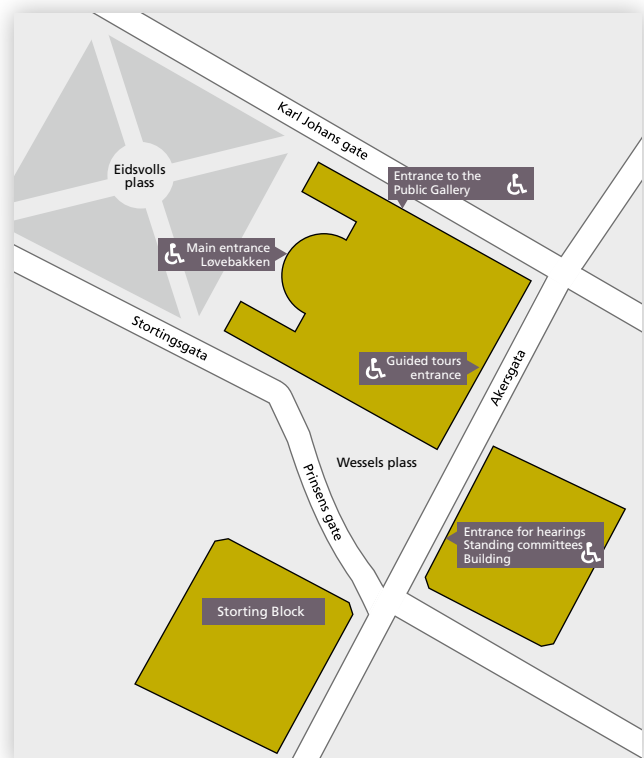 Karl Johans gate
Eidsvolls
plass
Entrance to the
Public Gallery
Main entrance
Løvebakken
Stortingsgata
Guided tours
entrance
Akersgata
Wessels plass
Prinsens gate
Entrance for hearings
Standing committees
Building
Storting Block